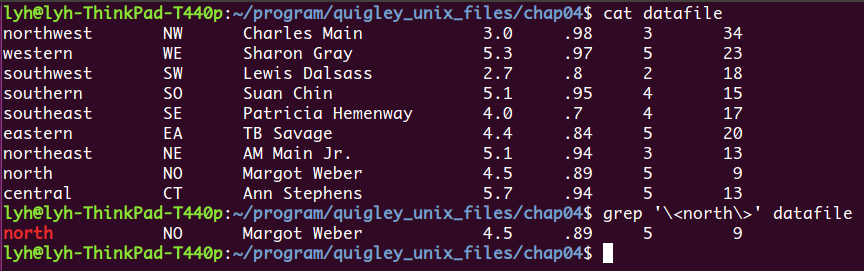 lyh@lyh-ThinkPad-T440p:~/program/quigley_unix_files/chap04$ cat datafile
northwest       NW      Charles Main            3.0     .98     3       34
western         WE      Sharon Gray             5.3     .97     5       23
southwest       SW      Lewis Dalsass           2.7     .8      2       18
southern        SO      Suan Chin               5.1     .95     4       15
southeast       SE      Patricia Hemenway       4.0     .7      4       17
eastern         EA      TB Savage               4.4     .84     5       20
northeast       NE      AM Main Jr.             5.1     .94     3       13
north           NO      Margot Weber            4.5     .89     5        9
central         CT      Ann Stephens            5.7     .94     5       13
lyh@lyh-ThinkPad-T440p:~/program/quigley_unix_files/chap04$ grep '\<north\>' datafile
north           NO      Margot Weber            4.5     .89     5        9
lyh@lyh-ThinkPad-T440p:~/program/quigley_unix_files/chap04$